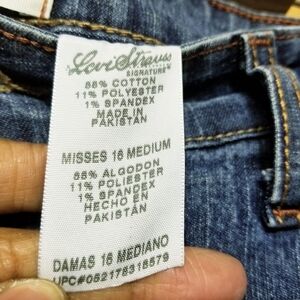 Levi Strauss
SIGNATURE
88% COTTON
11% POLYESTER
1% SPANDEX
MADE IN
PAKISTAN
MISSES 16 MEDIUM
88% ALGODON
11% POLIESTER
1% SPANDEX
HECHO EN
PAKISTAN
DAMAS 16 MEDIANO
UPC#052178315579